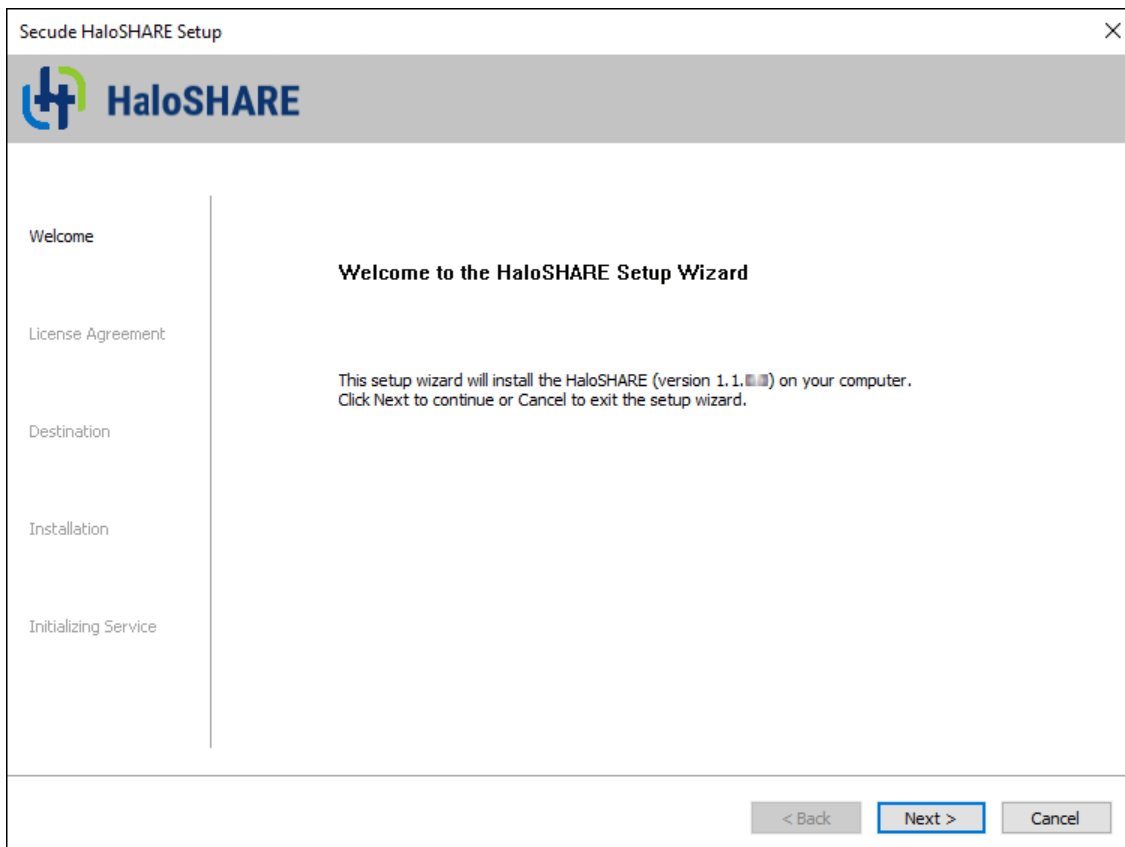 Secude HaloSHARE Setup
HaloSHARE
Welcome
License Agreement
Destination
Installation
Initializing Service
Welcome to the HaloSHARE Setup Wizard
This setup wizard will install the HaloSHARE (version 1.1.) on your computer.
Click Next to continue or Cancel to exit the setup wizard.
< Back
Next >
Cancel